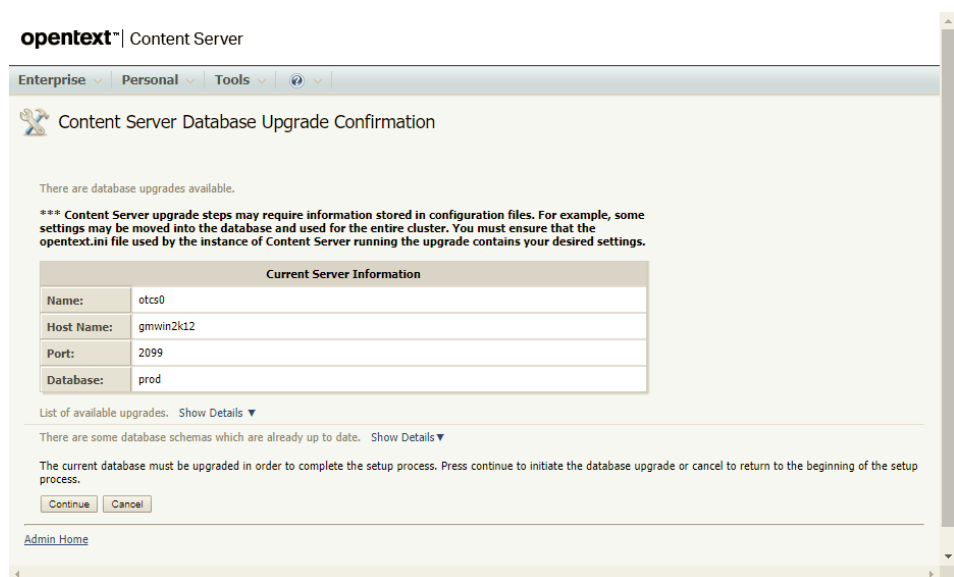 opentext™ | Content Server
Enterprise Personal Tools ?
Content Server Database Upgrade Confirmation
There are database upgrades available.
*** Content Server upgrade steps may require information stored in configuration files. For example, some
settings may be moved into the database and used for the entire cluster. You must ensure that the
opentext.ini file used by the instance of Content Server running the upgrade contains your desired settings.
Current Server Information
Name: otcs0
Host Name: gmwin2k12
Port: 2099
Database: prod
List of available upgrades. Show Details ▼
There are some database schemas which are already up to date. Show Details▼
The current database must be upgraded in order to complete the setup process. Press continue to initiate the database upgrade or cancel to return to the beginning of the setup
process.
Continue Cancel
Admin Home